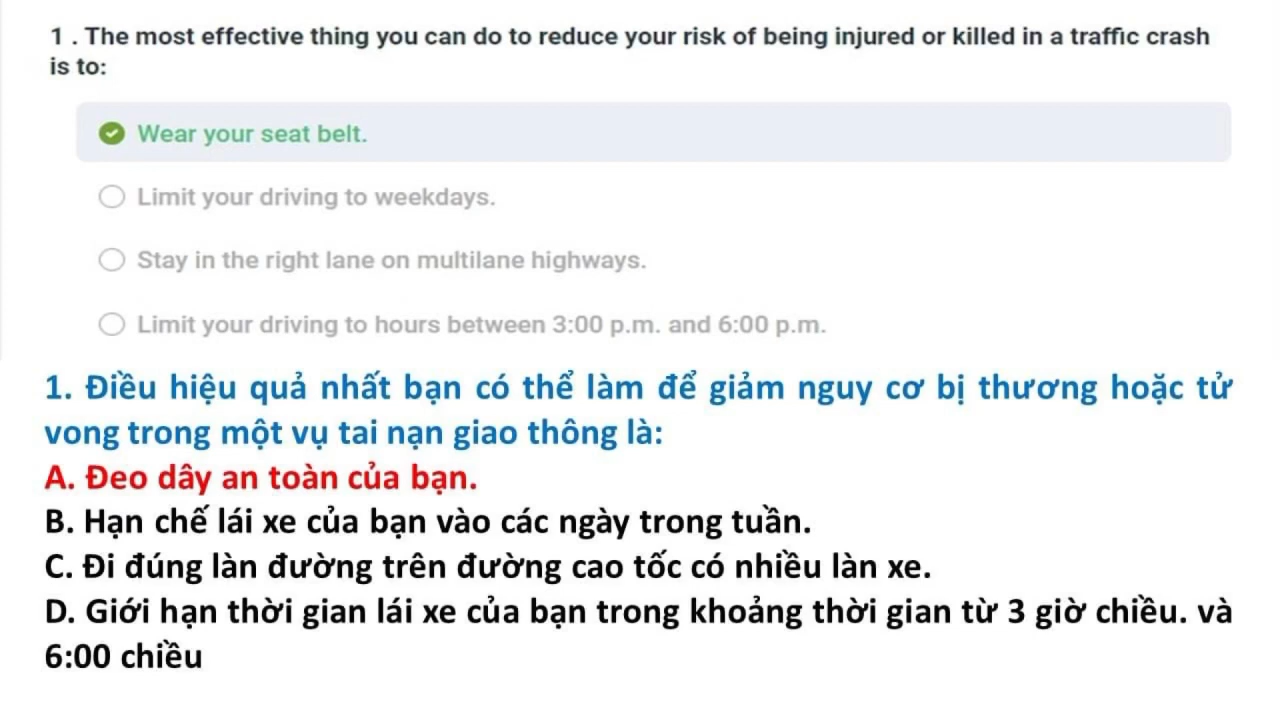 1 . The most effective thing you can do to reduce your risk of being injured or killed in a traffic crash
is to:
Wear your seat belt.
Limit your driving to weekdays.
Stay in the right lane on multilane highways.
Limit your driving to hours between 3:00 p.m. and 6:00 p.m.
1. Điều hiệu quả nhất bạn có thể làm để giảm nguy cơ bị thương hoặc tử
vong trong một vụ tai nạn giao thông là:
A. Đeo dây an toàn của bạn.
B. Hạn chế lái xe của bạn vào các ngày trong tuần.
C. Đi đúng làn đường trên đường cao tốc có nhiều làn xe.
D. Giới hạn thời gian lái xe của bạn trong khoảng thời gian từ 3 giờ chiều. và
6:00 chiều